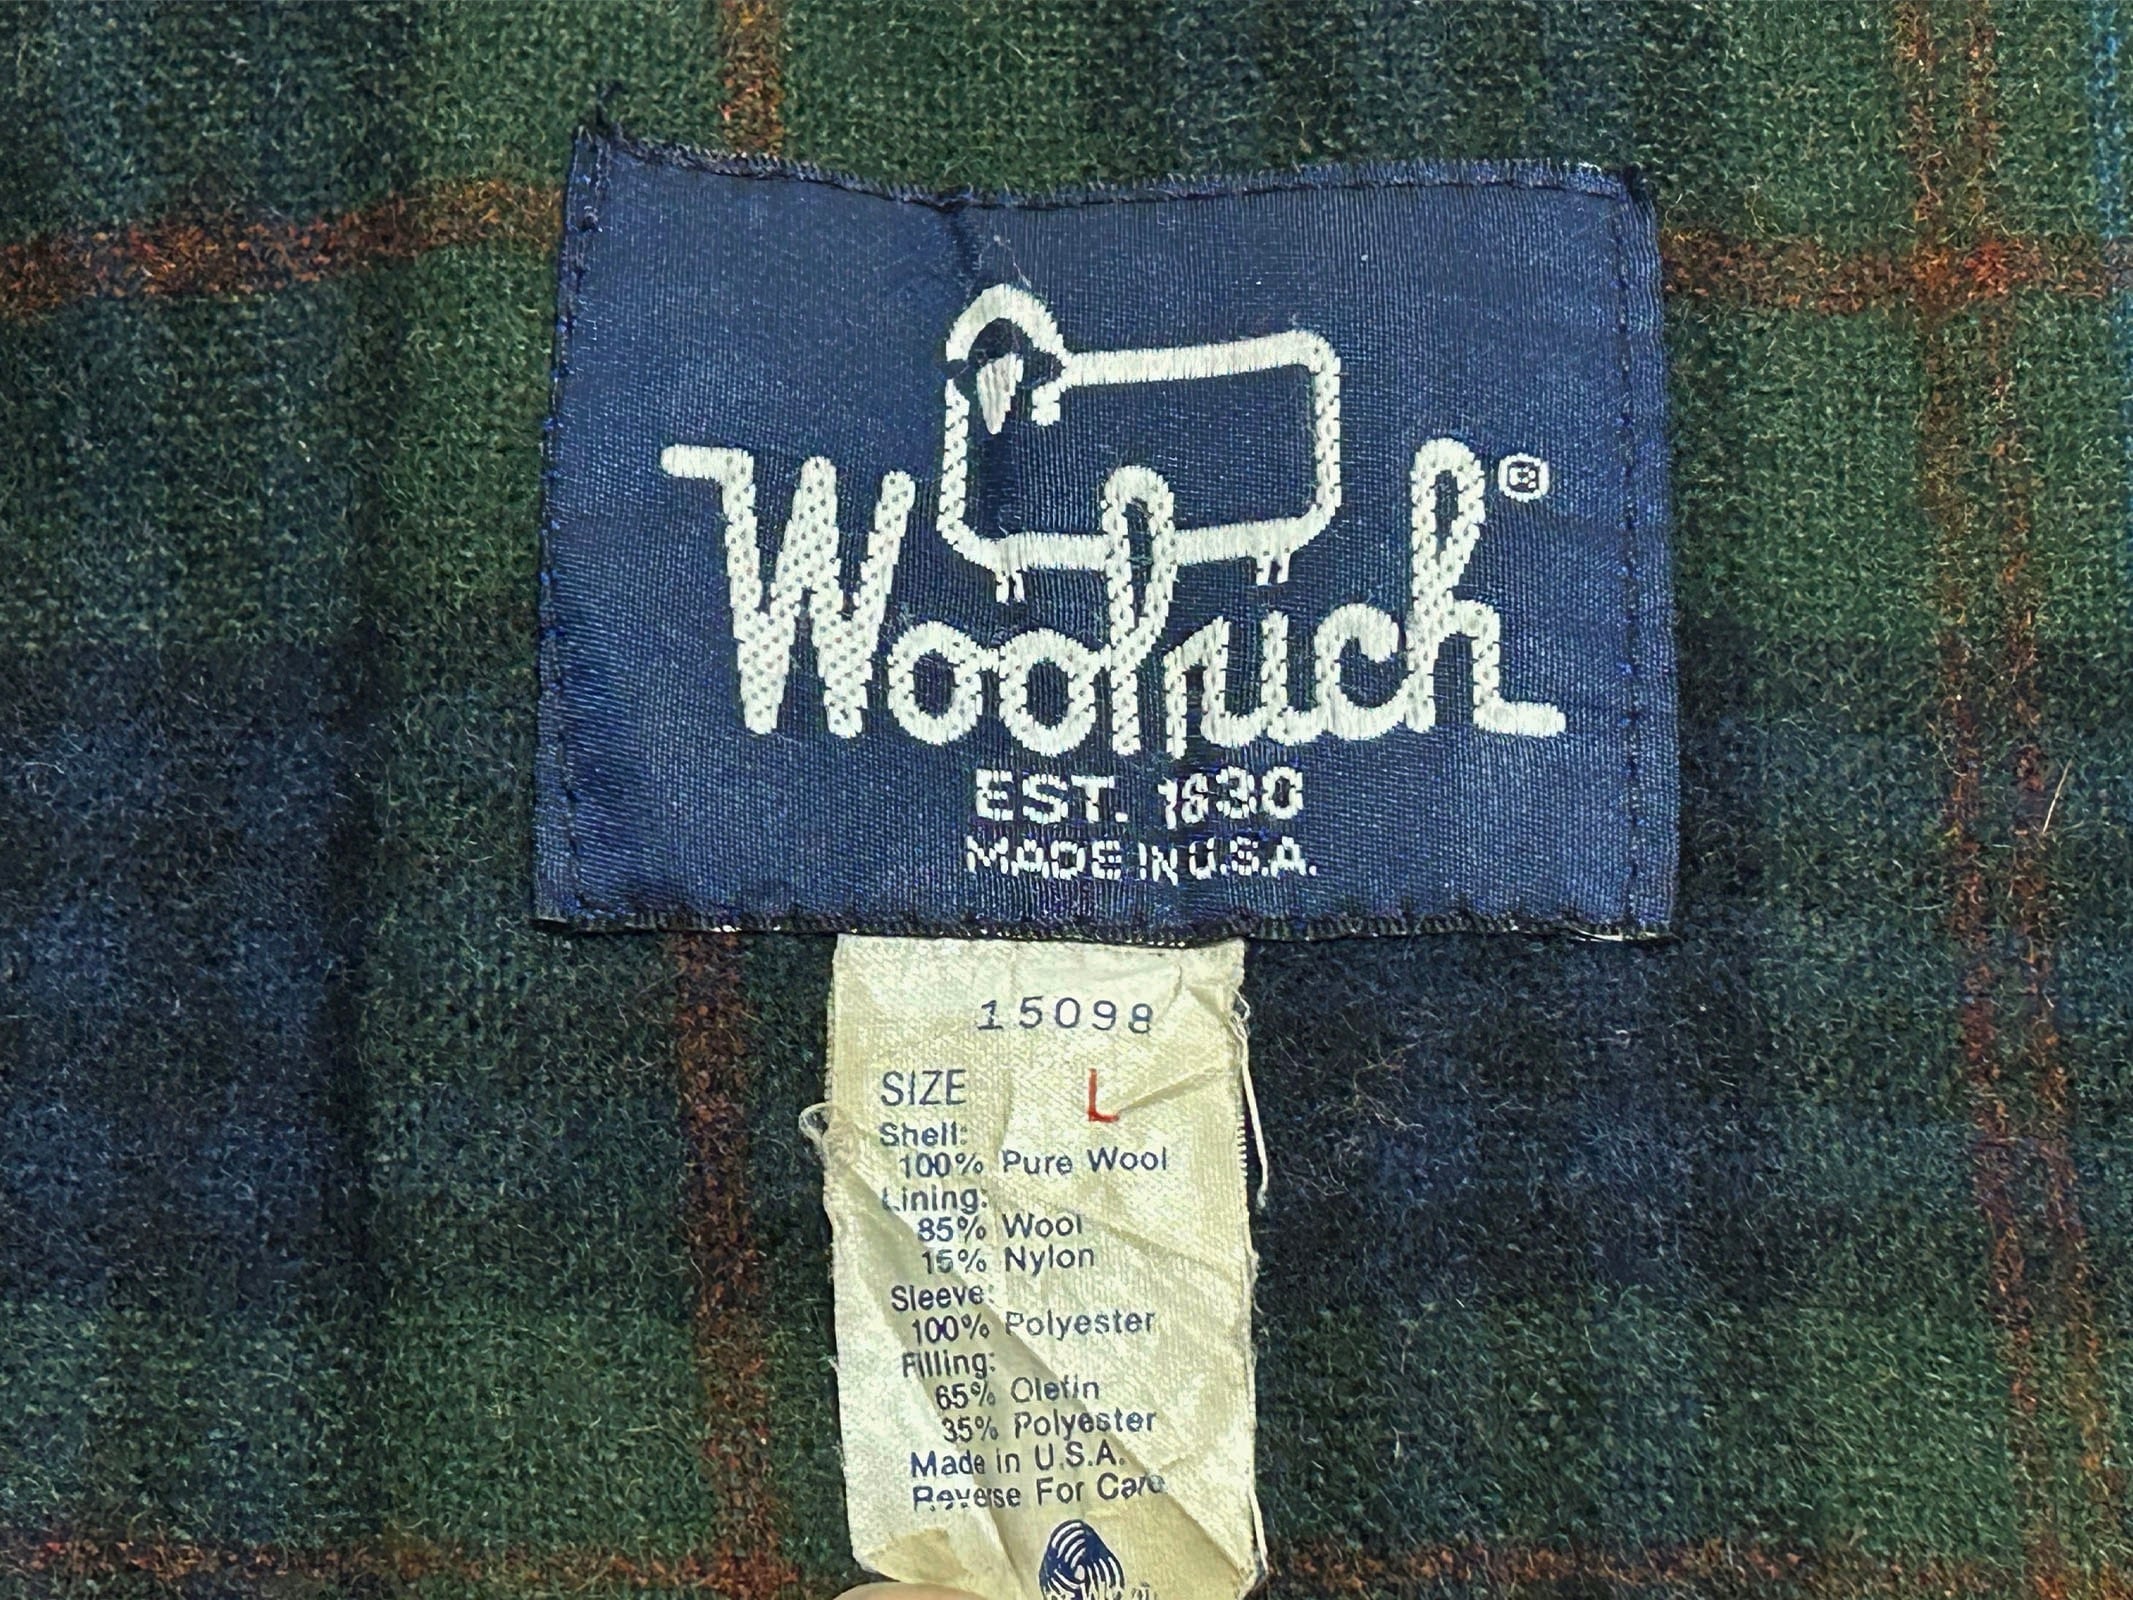 Woolrich®
EST. 1830
MADE IN U.S.A.
15098
SIZE L
Shell:
100% Pure Wool
Lining:
85% Wool
15% Nylon
Sleeve:
100% Polyester
Filling:
65% Olefin
35% Polyester
Made in U.S.A.
Reverse For Care